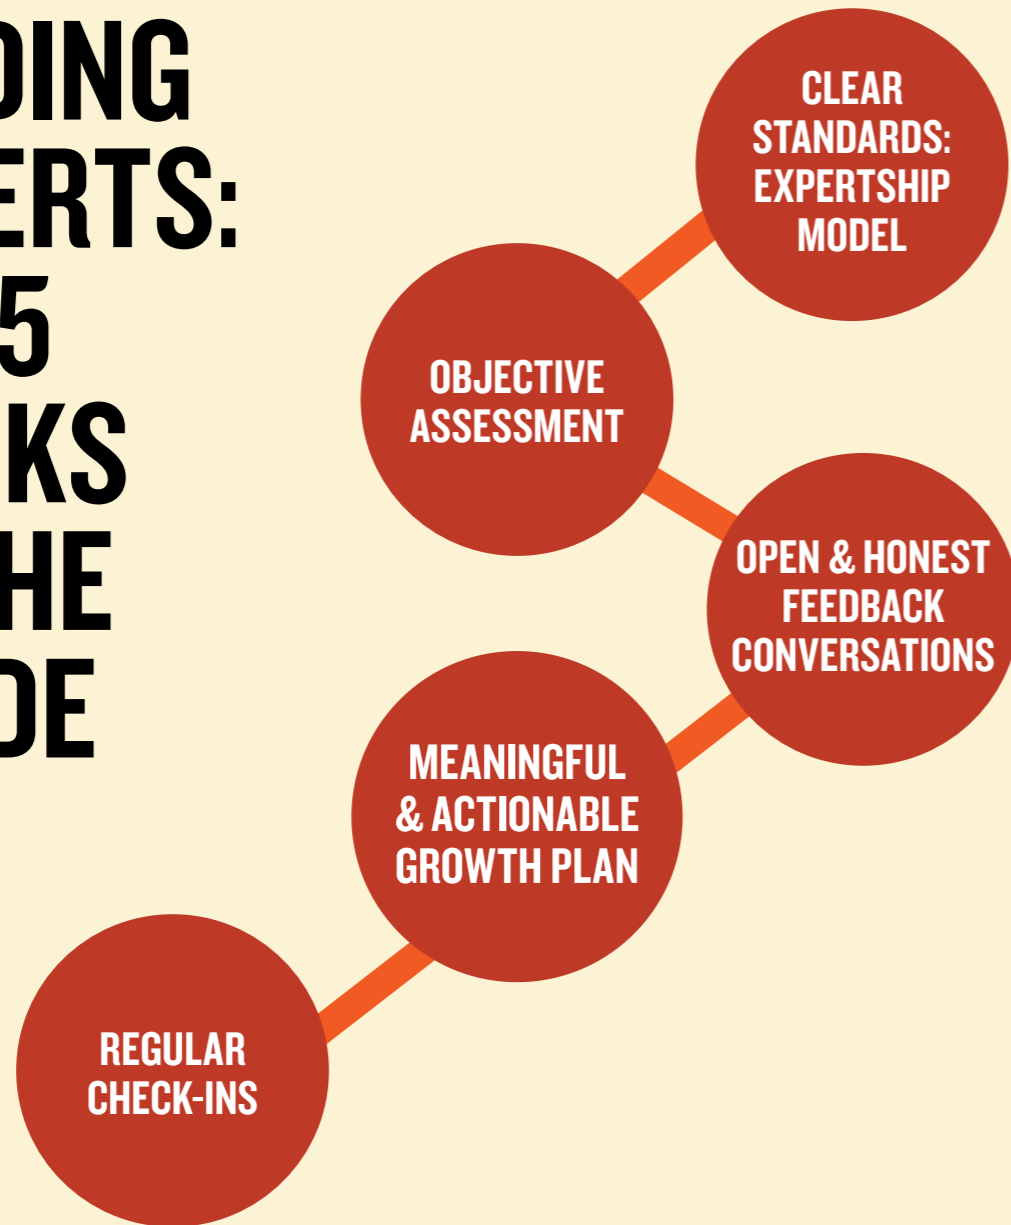 DING
ERTS:
5
KS
HE
DE
CLEAR
STANDARDS:
EXPERTSHIP
MODEL
OBJECTIVE
ASSESSMENT
OPEN & HONEST
FEEDBACK
CONVERSATIONS
MEANINGFUL
& ACTIONABLE
GROWTH PLAN
REGULAR
CHECK-INS